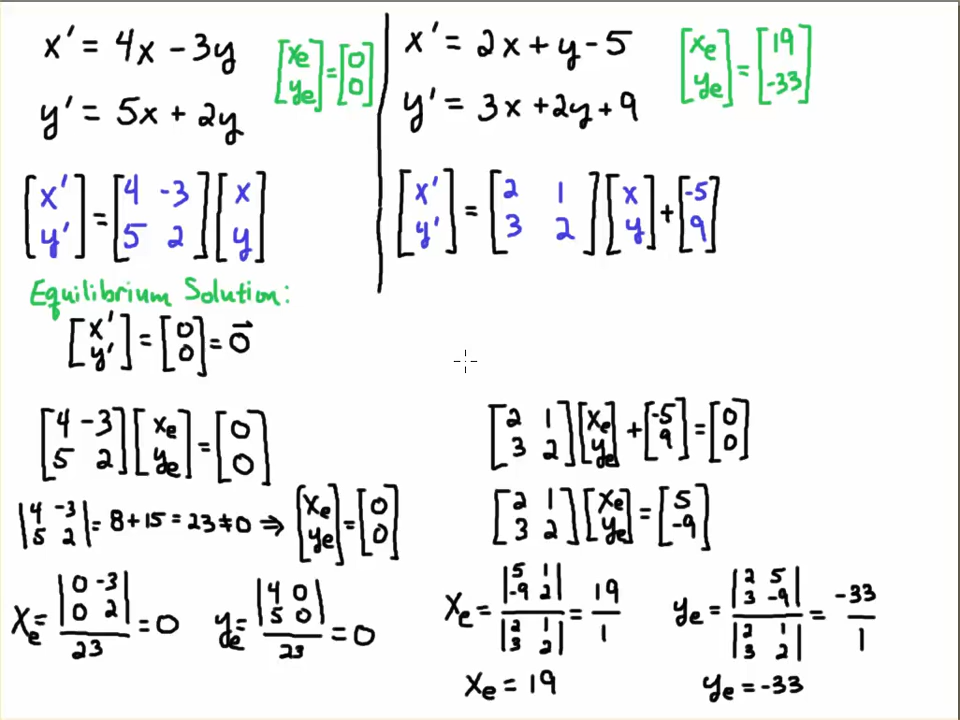 x' = 4x - 3y
y' = 5x + 2y
[xe ye] = [0 0]
[x' y'] = [4 -3 5 2] [x y]
x' = 2x + y - 5
y' = 3x + 2y + 9
[xe ye] = [19 -33]
[x' y'] = [2 1 3 2] [x y] + [-5 9]
Equilibrium Solution:
[x' y'] = [0 0] = 0⃗
[4 -3 5 2] [xe ye] = [0 0]
|4 -3 5 2| = 8 + 15 = 23 ≠ 0 ⇒ [xe ye] = [0 0]
xe = |0 -3 0 2| / 23 = 0
ye = |4 0 5 0| / 23 = 0
[2 1 3 2] [xe ye] + [-5 9] = [0 0]
[2 1 3 2] [xe ye] = [5 -9]
xe = |5 1 -9 2| / |2 1 3 2| = 19 / 1
ye = |2 5 3 -9| / |2 1 3 2| = -33 / 1
xe = 19
ye = -33